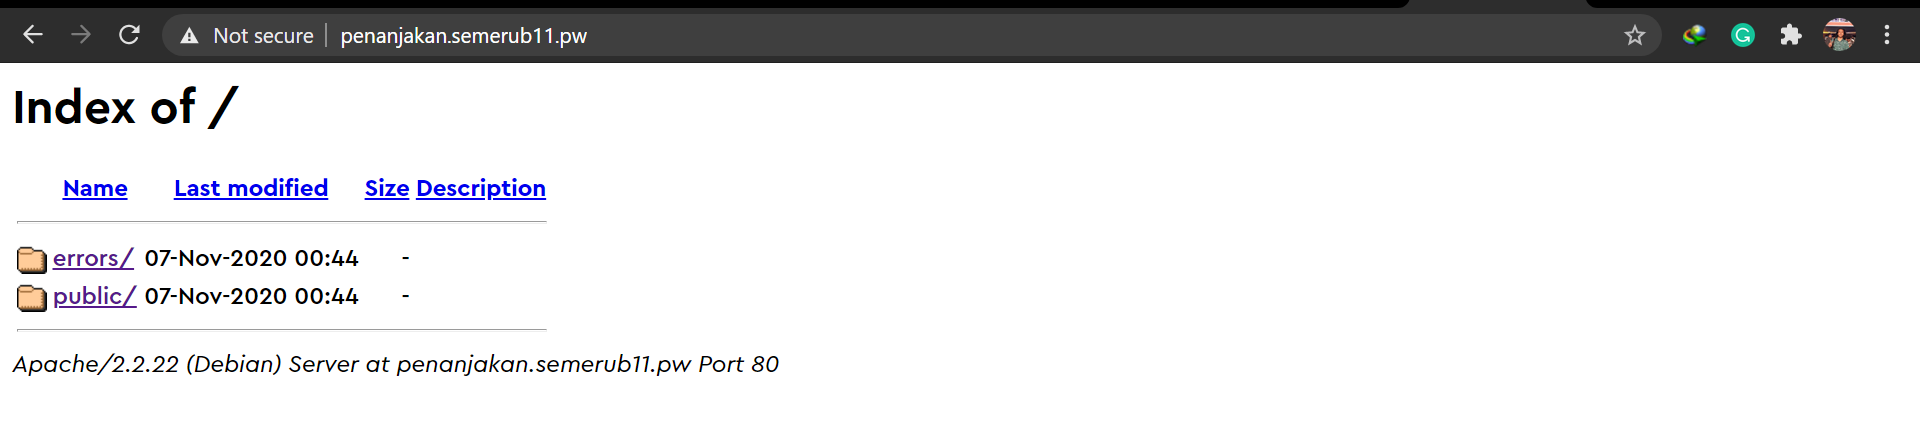 Not secure penanjakan.semerub11.pw
Index of /
Name Last modified Size Description
errors/ 07-Nov-2020 00:44 -
public/ 07-Nov-2020 00:44 -
Apache/2.2.22 (Debian) Server at penanjakan.semerub11.pw Port 80